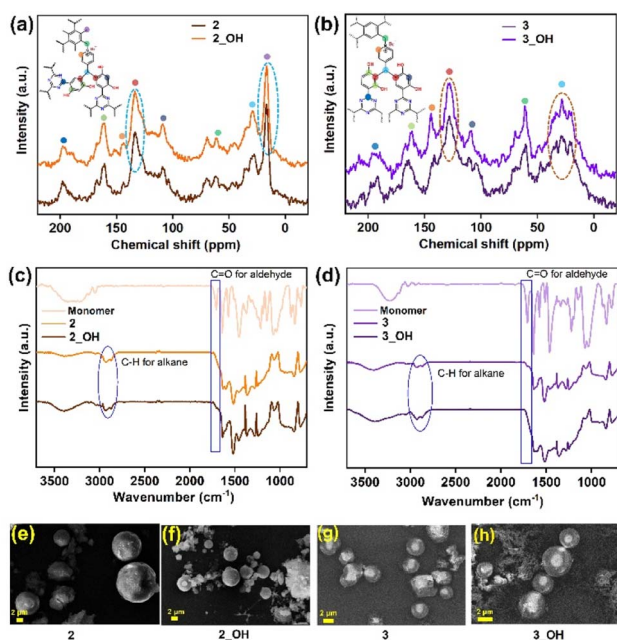 (a)
2
2_OH
Intensity (a.u.)
220 200 150 100 50 0
Chemical shift (ppm)
(b)
3
3_OH
Intensity (a.u.)
200 150 100 50 0
Chemical shift (ppm)
(c)
C=O for aldehyde
Monomer
2
2_OH
C-H for alkane
Intensity (a.u.)
3500 3000 2500 2000 1500 1000
Wavenumber (cm⁻¹)
(d)
C=O for aldehyde
Monomer
3
3_OH
C-H for alkane
Intensity (a.u.)
3500 3000 2500 2000 1500 1000
Wavenumber (cm⁻¹)
(e)
2 µm
2
(f)
2 µm
2_OH
(g)
2 µm
3
(h)
2 µm
3_OH